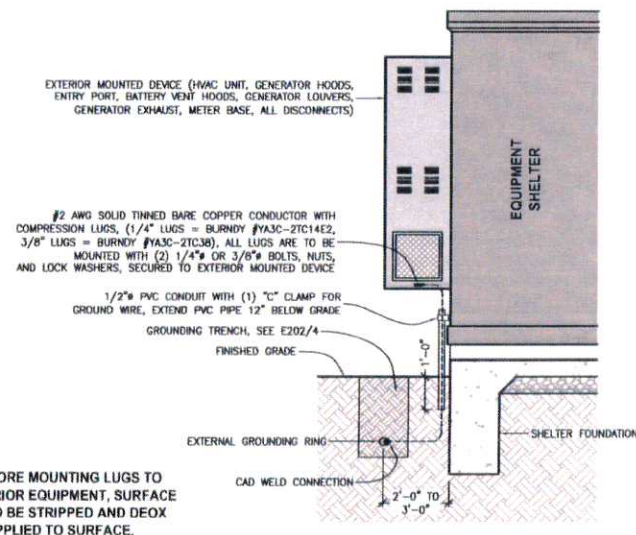 EXTERIOR MOUNTED DEVICE (HVAC UNIT, GENERATOR HOODS,
ENTRY PORT, BATTERY VENT HOODS, GENERATOR LOUVERS,
GENERATOR EXHAUST, METER BASE, ALL DISCONNECTS)
EQUIPMENT
SHELTER
#2 AWG SOLID TINNED BARE COPPER CONDUCTOR WITH
COMPRESSION LUGS, (1/4" LUGS = BURNDY #YA3C-2TC14E2,
3/8" LUGS = BURNDY #YA3C-2TC38), ALL LUGS ARE TO BE
MOUNTED WITH (2) 1/4"ø OR 3/8"ø BOLTS, NUTS,
AND LOCK WASHERS, SECURED TO EXTERIOR MOUNTED DEVICE
1/2"ø PVC CONDUIT WITH (1) "C" CLAMP FOR
GROUND WIRE, EXTEND PVC PIPE 12" BELOW GRADE
GROUNDING TRENCH, SEE E202/4
FINISHED GRADE
1'-0"
EXTERNAL GROUNDING RING
SHELTER FOUNDATION
CAD WELD CONNECTION
2'-0" TO
3'-0"
ORE MOUNTING LUGS TO
RIOR EQUIPMENT, SURFACE
O BE STRIPPED AND DEOX
PPLIED TO SURFACE.